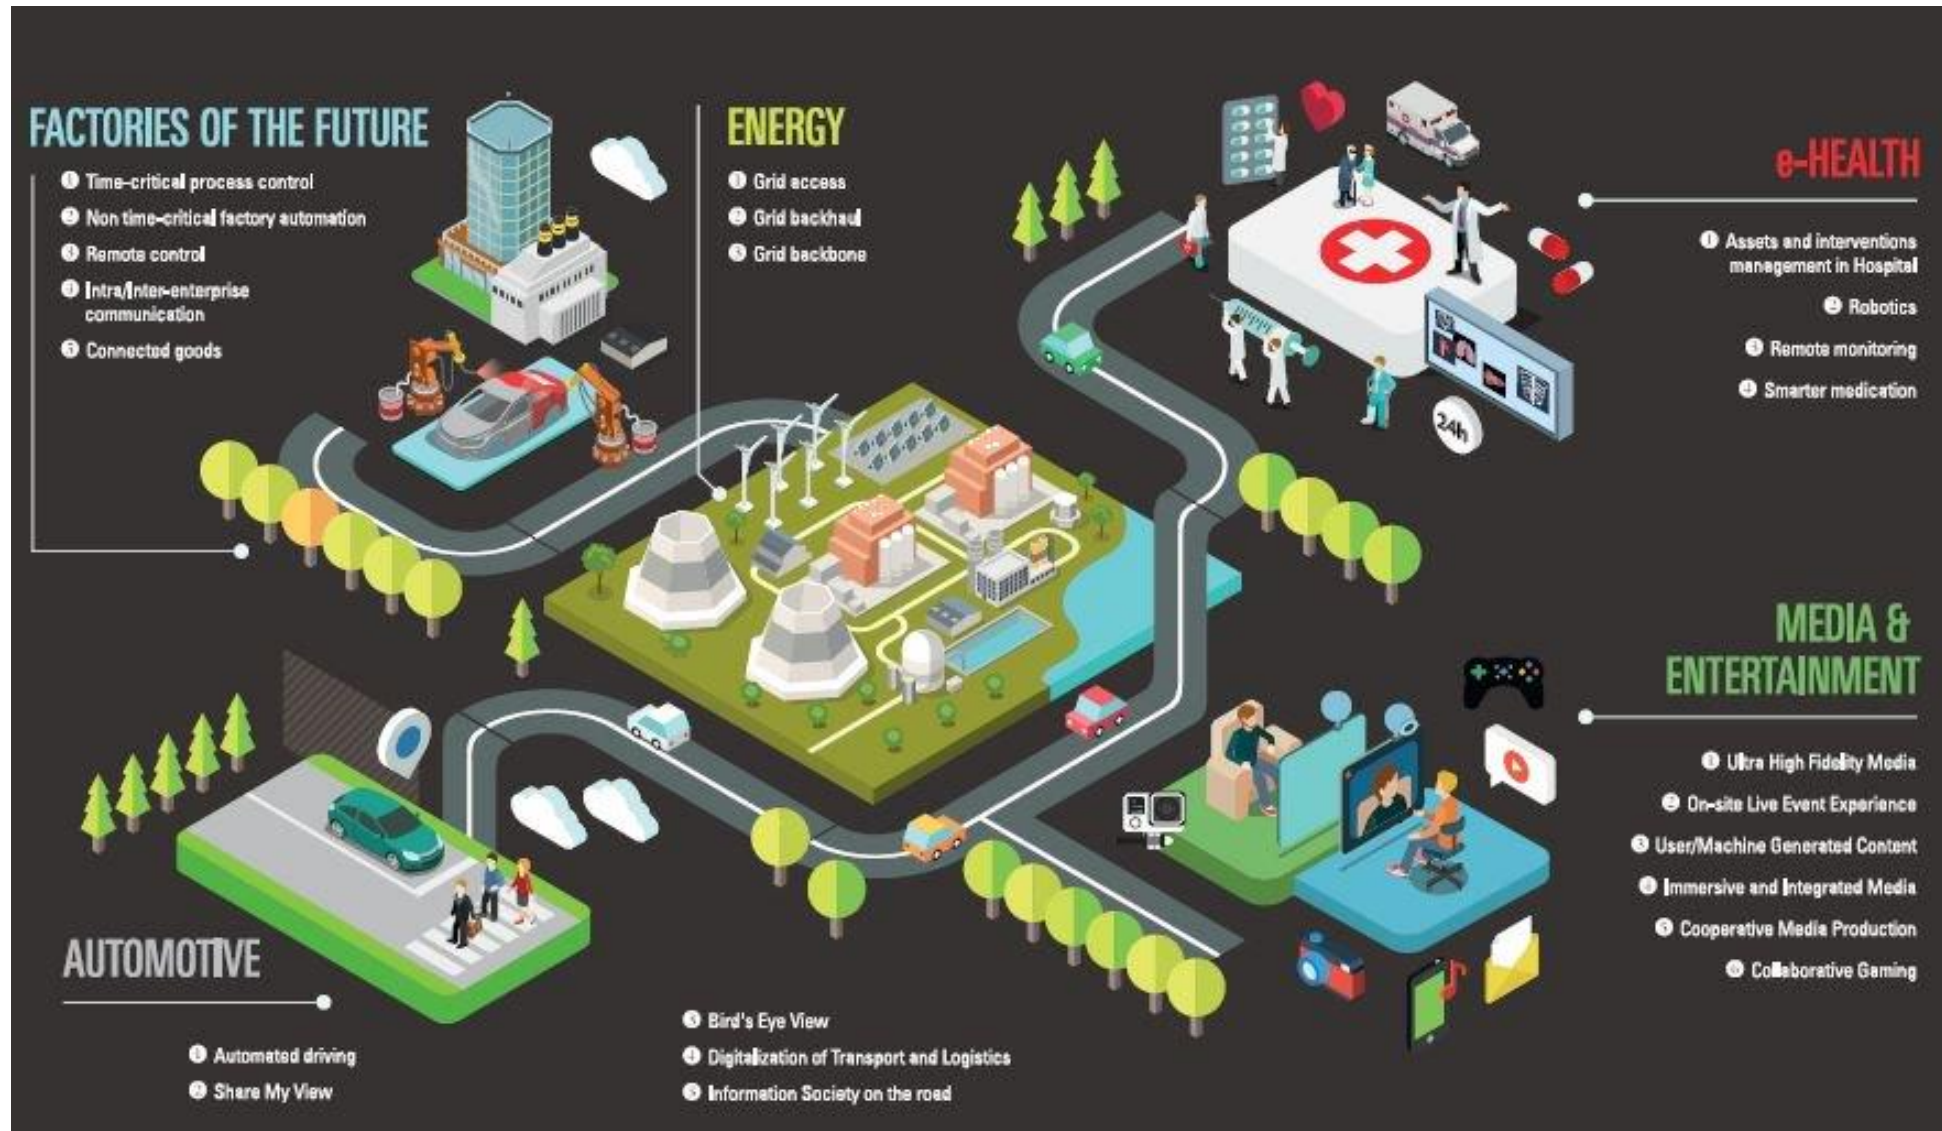 FACTORIES OF THE FUTURE
1 Time-critical process control
2 Non time-critical factory automation
3 Remote control
4 Intra/Inter-enterprise
communication
5 Connected goods
ENERGY
1 Grid access
2 Grid backhaul
3 Grid backbone
e-HEALTH
1 Assets and interventions
management in Hospital
2 Robotics
3 Remote monitoring
4 Smarter medication
24h
MEDIA &
ENTERTAINMENT
1 Ultra High Fidelity Media
2 On-site Live Event Experience
3 User/Machine Generated Content
4 Immersive and Integrated Media
5 Cooperative Media Production
6 Collaborative Gaming
AUTOMOTIVE
1 Automated driving
2 Share My View
3 Bird's Eye View
4 Digitalization of Transport and Logistics
5 Information Society on the road